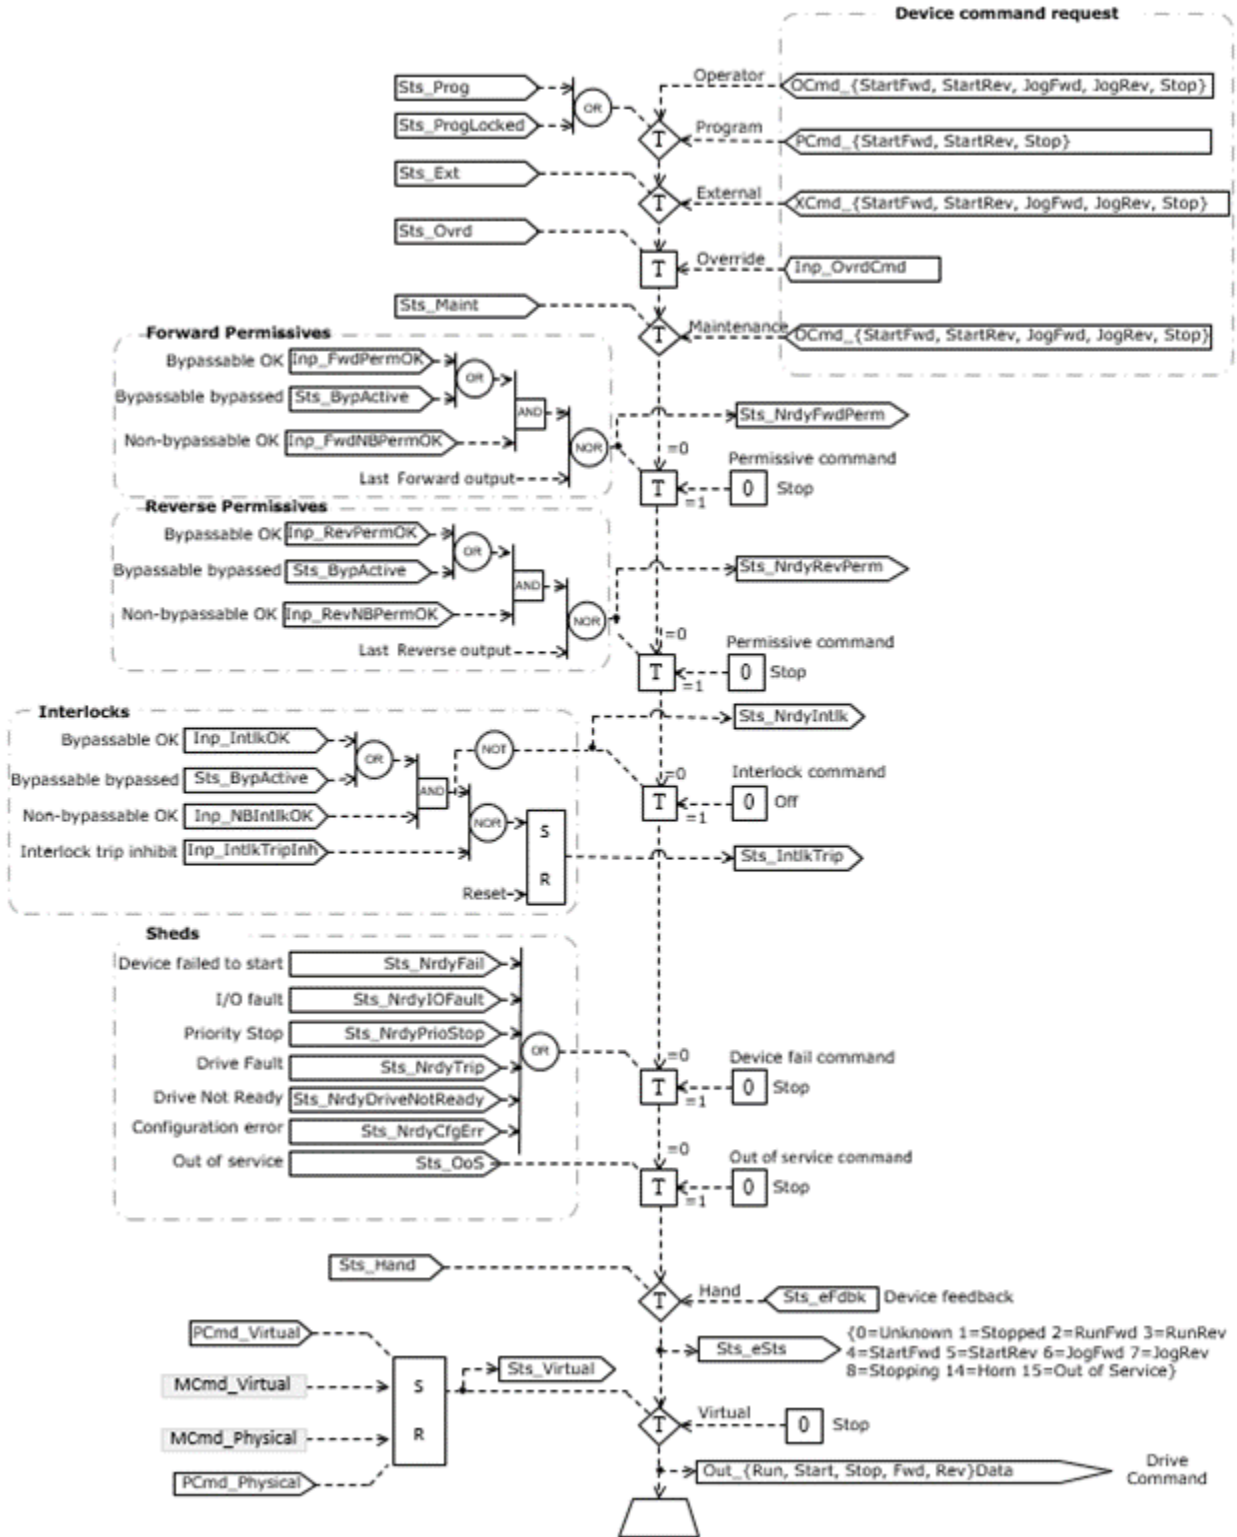 Device command request
Operator
OCmd_{StartFwd, StartRev, JogFwd, JogRev, Stop}
Sts_Prog
OR
Sts_ProgLocked
T
Program
PCmd_{StartFwd, StartRev, Stop}
Sts_Ext
T
External
XCmd_{StartFwd, StartRev, JogFwd, JogRev, Stop}
Sts_Ovrd
T
Override
Inp_OvrdCmd
Sts_Maint
T
Maintenance
OCmd_{StartFwd, StartRev, JogFwd, JogRev, Stop}
Forward Permissives
Bypassable OK
Inp_FwdPermOK
OR
Bypassable bypassed
Sts_BypActive
AND
Non-bypassable OK
Inp_FwdNBPermOK
NOR
Last Forward output
Sts_NrdyFwdPerm
=0
Permissive command
T
=1
0
Stop
Reverse Permissives
Bypassable OK
Inp_RevPermOK
OR
Bypassable bypassed
Sts_BypActive
AND
Non-bypassable OK
Inp_RevNBPermOK
NOR
Last Reverse output
Sts_NrdyRevPerm
=0
Permissive command
T
=1
0
Stop
Interlocks
Bypassable OK
Inp_IntlkOK
OR
NOT
Bypassable bypassed
Sts_BypActive
AND
Non-bypassable OK
Inp_NBIntlkOK
NOR
Interlock trip inhibit
Inp_IntlkTripInh
S
R
Reset
Sts_NrdyIntlk
=0
Interlock command
T
=1
0
Off
Sts_IntlkTrip
Sheds
Device failed to start
Sts_NrdyFail
I/O fault
Sts_NrdyIOFault
Priority Stop
Sts_NrdyPrioStop
OR
Drive Fault
Sts_NrdyTrip
Drive Not Ready
Sts_NrdyDriveNotReady
Configuration error
Sts_NrdyCfgErr
Out of service
Sts_OoS
=0
Device fail command
T
=1
0
Stop
=0
Out of service command
T
=1
0
Stop
Sts_Hand
T
Hand
Sts_eFdbk
Device feedback
Sts_eSts
{0=Unknown 1=Stopped 2=RunFwd 3=RunRev
4=StartFwd 5=StartRev 6=JogFwd 7=JogRev
8=Stopping 14=Horn 15=Out of Service}
PCmd_Virtual
MCmd_Virtual
MCmd_Physical
PCmd_Physical
S
R
Sts_Virtual
T
Virtual
0
Stop
Out_{Run, Start, Stop, Fwd, Rev}Data
Drive
Command